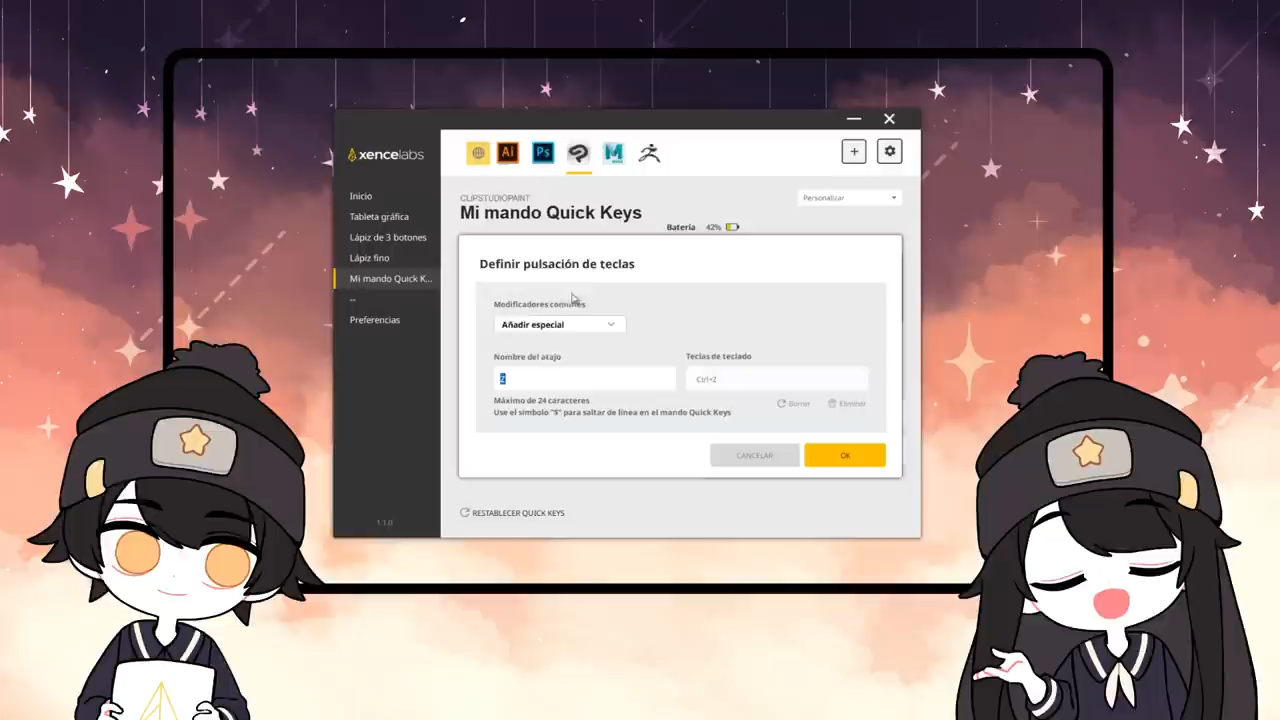 xencelabs
Ai
Ps
M
+
Inicio
Tableta gráfica
Lápiz de 3 botones
Lápiz fino
Mi mando Quick K...
--
Preferencias
1.1.0
CLIPSTUDIOPAINT
Personalizar
Mi mando Quick Keys
Batería 42%
Definir pulsación de teclas
Modificadores comunes
Añadir especial
Nombre del atajo
Teclas de teclado
Z
Ctrl+Z
Máximo de 24 caracteres
Borrar
Eliminar
Use el símbolo "$" para saltar de línea en el mando Quick Keys
CANCELAR
OK
RESTABLECER QUICK KEYS